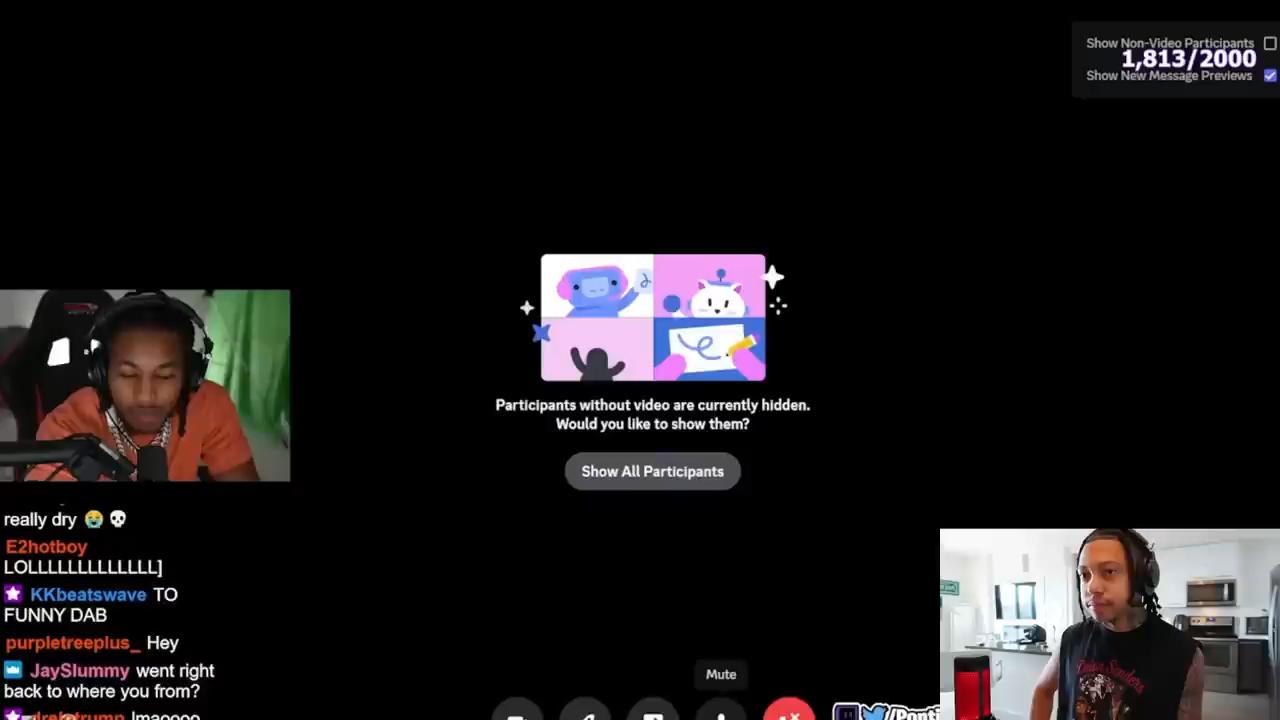 Show Non-Video Participants
1,813/2000
Show New Message Previews
Participants without video are currently hidden.
Would you like to show them?
Show All Participants
really dry 😭 💀
E2hotboy
LOLLLLLLLLLLLLL]
KKbeatswave TO
FUNNY DAB
purpletreeplus_ Hey
JaySlummy went right
back to where you from?
lmaoooo
Mute